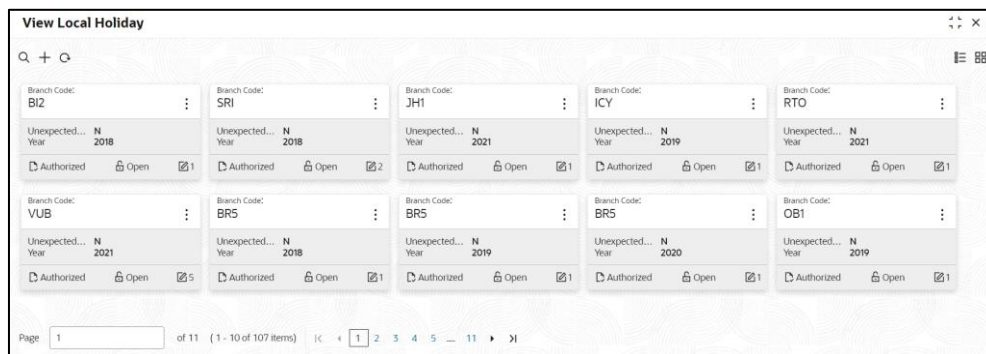 View Local Holiday
Branch Code: Branch Code: Branch Code: Branch Code: Branch Code:
BI2 SRI JH1 ICY RTO
Unexpected... N Unexpected... N Unexpected... N Unexpected... N Unexpected... N
Year 2018 Year 2018 Year 2021 Year 2019 Year 2021
Authorized Open 1 Authorized Open 2 Authorized Open 1 Authorized Open 1 Authorized Open 1
Branch Code: Branch Code: Branch Code: Branch Code: Branch Code:
VUB BR5 BR5 BR5 OB1
Unexpected... N Unexpected... N Unexpected... N Unexpected... N Unexpected... N
Year 2021 Year 2018 Year 2019 Year 2020 Year 2019
Authorized Open 5 Authorized Open 1 Authorized Open 1 Authorized Open 1 Authorized Open 1
Page 1 of 11 (1 - 10 of 107 items) 1 2 3 4 5 ... 11